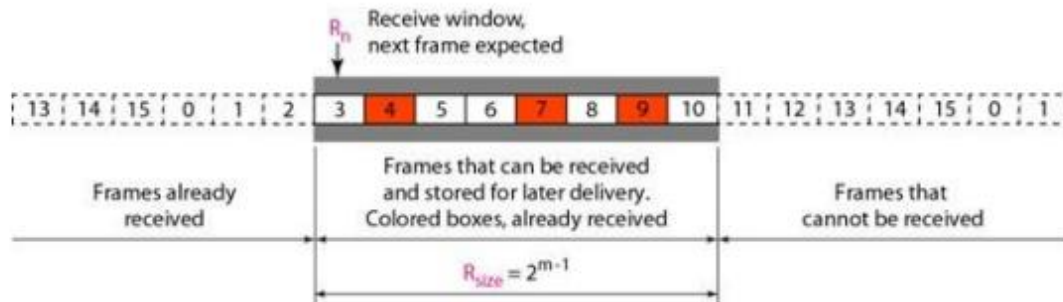 Rn
Receive window,
next frame expected
13 14 15 0 1 2 3 4 5 6 7 8 9 10 11 12 13 14 15 0 1
Frames already
received
Frames that can be received
and stored for later delivery.
Colored boxes, already received
Frames that
cannot be received
Rsize = 2^m-1